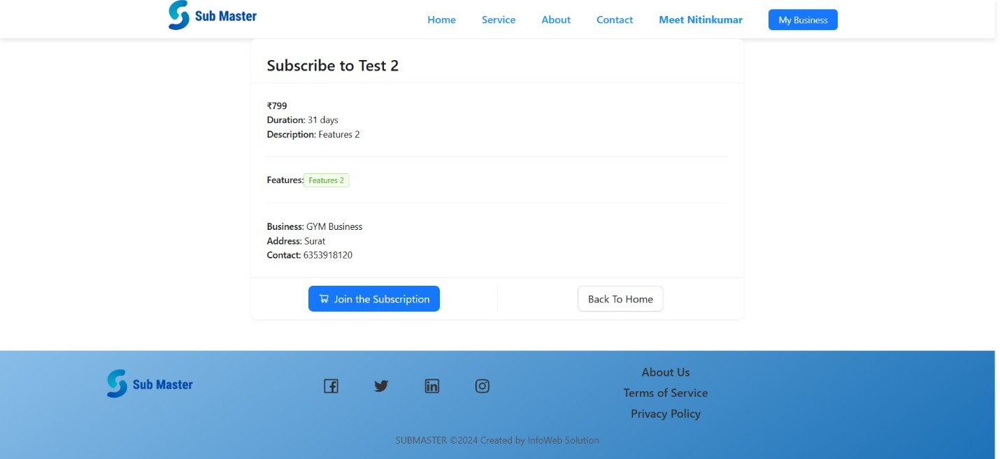 Sub Master
Home Service About Contact Meet Nitinkumar My Business
Subscribe to Test 2
₹799
Duration: 31 days
Description: Features 2
Features: Features 2
Business: GYM Business
Address: Surat
Contact: 6353918120
Join the Subscription
Back To Home
Sub Master
About Us
Terms of Service
Privacy Policy
SUBMASTER ©2024 Created by InfoWeb Solution